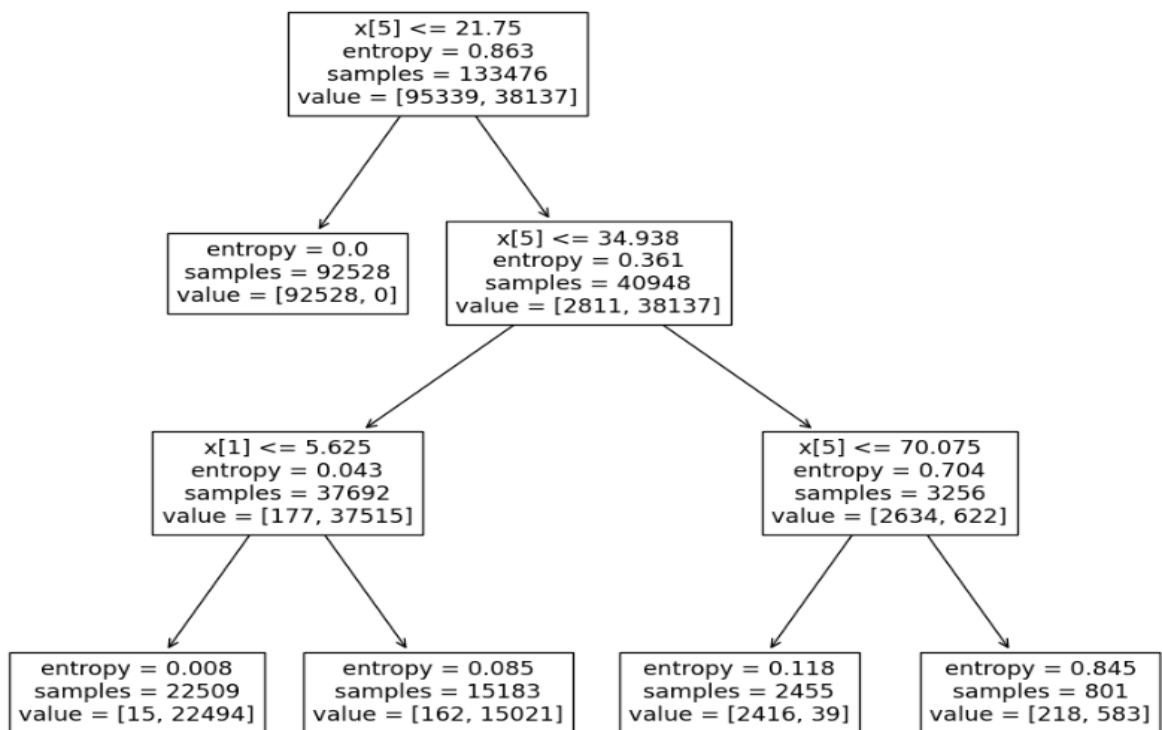 x[5] <= 21.75
entropy = 0.863
samples = 133476
value = [95339, 38137]
entropy = 0.0
samples = 92528
value = [92528, 0]
x[5] <= 34.938
entropy = 0.361
samples = 40948
value = [2811, 38137]
x[1] <= 5.625
entropy = 0.043
samples = 37692
value = [177, 37515]
x[5] <= 70.075
entropy = 0.704
samples = 3256
value = [2634, 622]
entropy = 0.008
samples = 22509
value = [15, 22494]
entropy = 0.085
samples = 15183
value = [162, 15021]
entropy = 0.118
samples = 2455
value = [2416, 39]
entropy = 0.845
samples = 801
value = [218, 583]